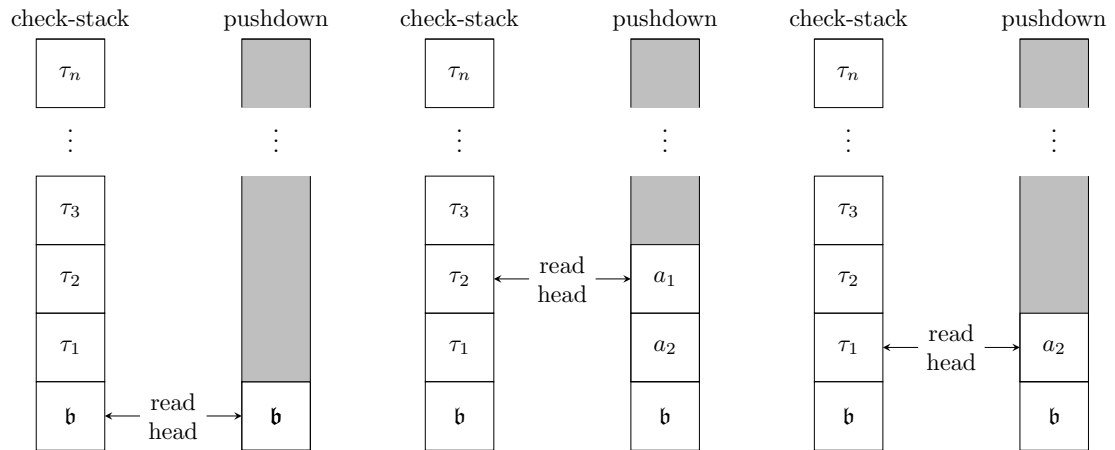 check-stack pushdown check-stack pushdown check-stack pushdown
τₙ τₙ τₙ
⋮ ⋮ ⋮ ⋮ ⋮ ⋮
τ₃ τ₃ τ₃
τ₂ read head a₁ τ₂
τ₂
τ₁ τ₁ a₂ τ₁ read head a₂
𝔟 read head 𝔟 𝔟 𝔟 𝔟 𝔟